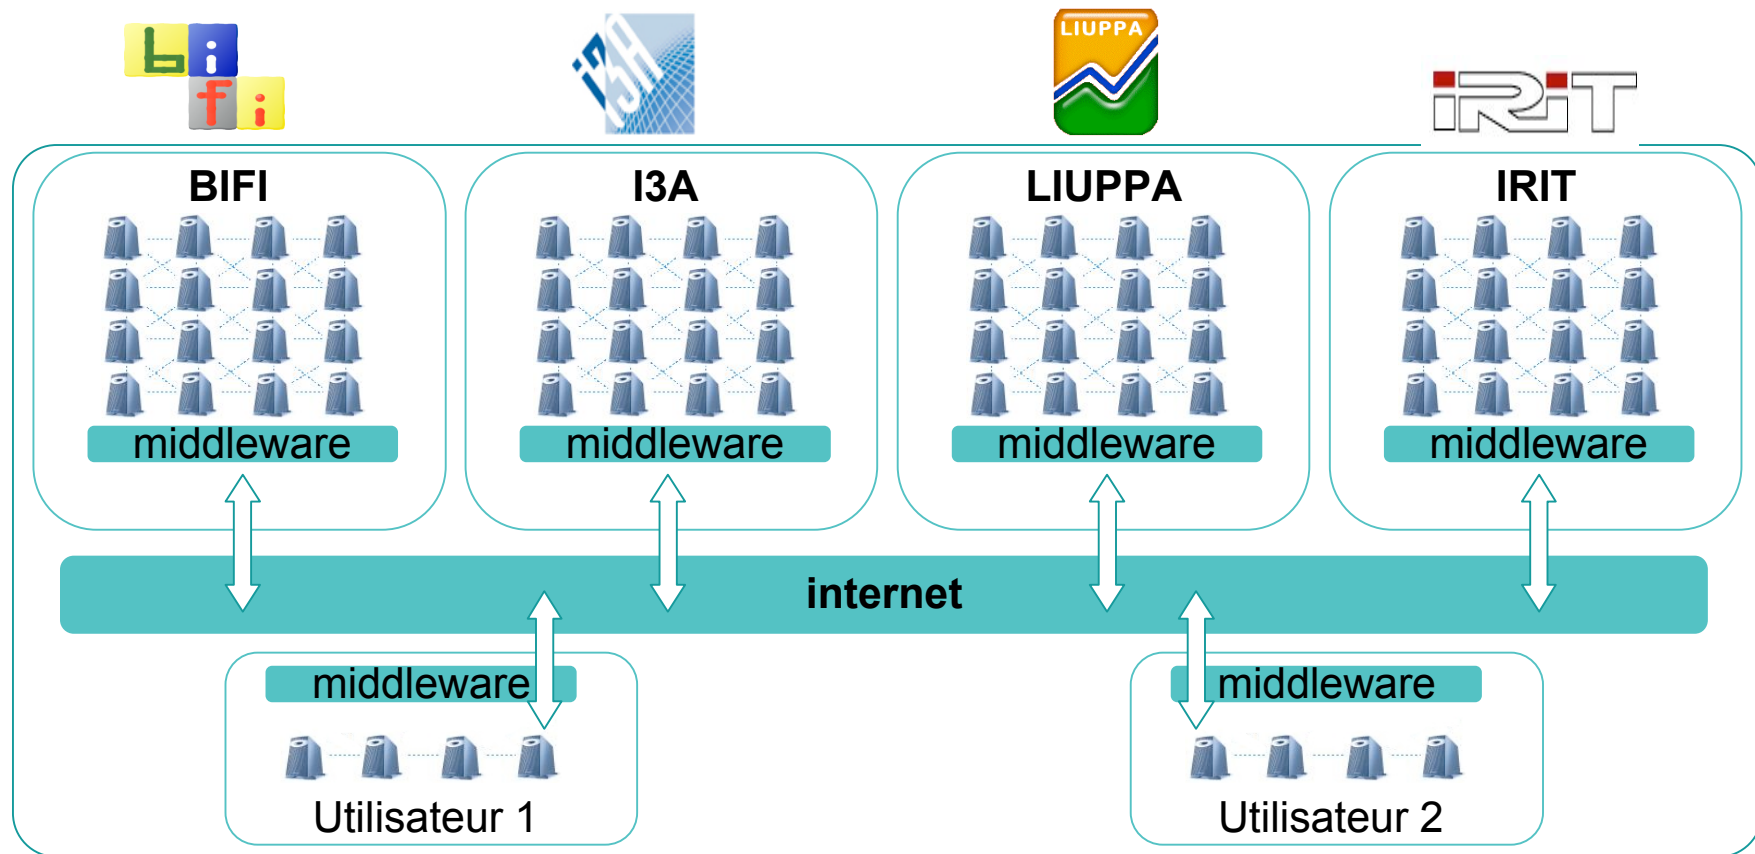 bifi
i3A
LIUPPA
iRiT
BIFI
I3A
LIUPPA
IRIT
middleware
middleware
middleware
middleware
internet
middleware
middleware
Utilisateur 1
Utilisateur 2